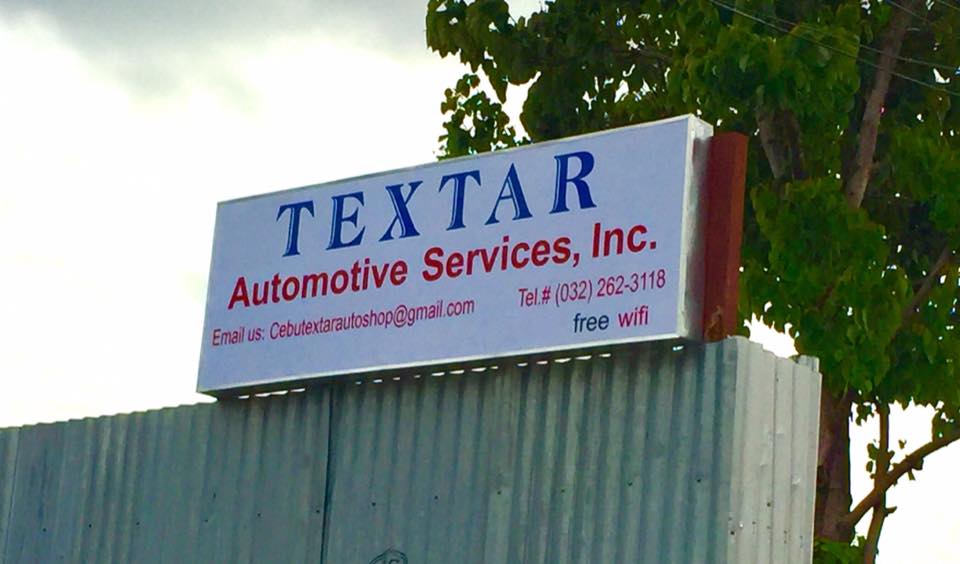 TEXTAR
Automotive Services, Inc.
Email us: Cebutextarautoshop@gmail.com
Tel.# (032) 262-3118
free wifi